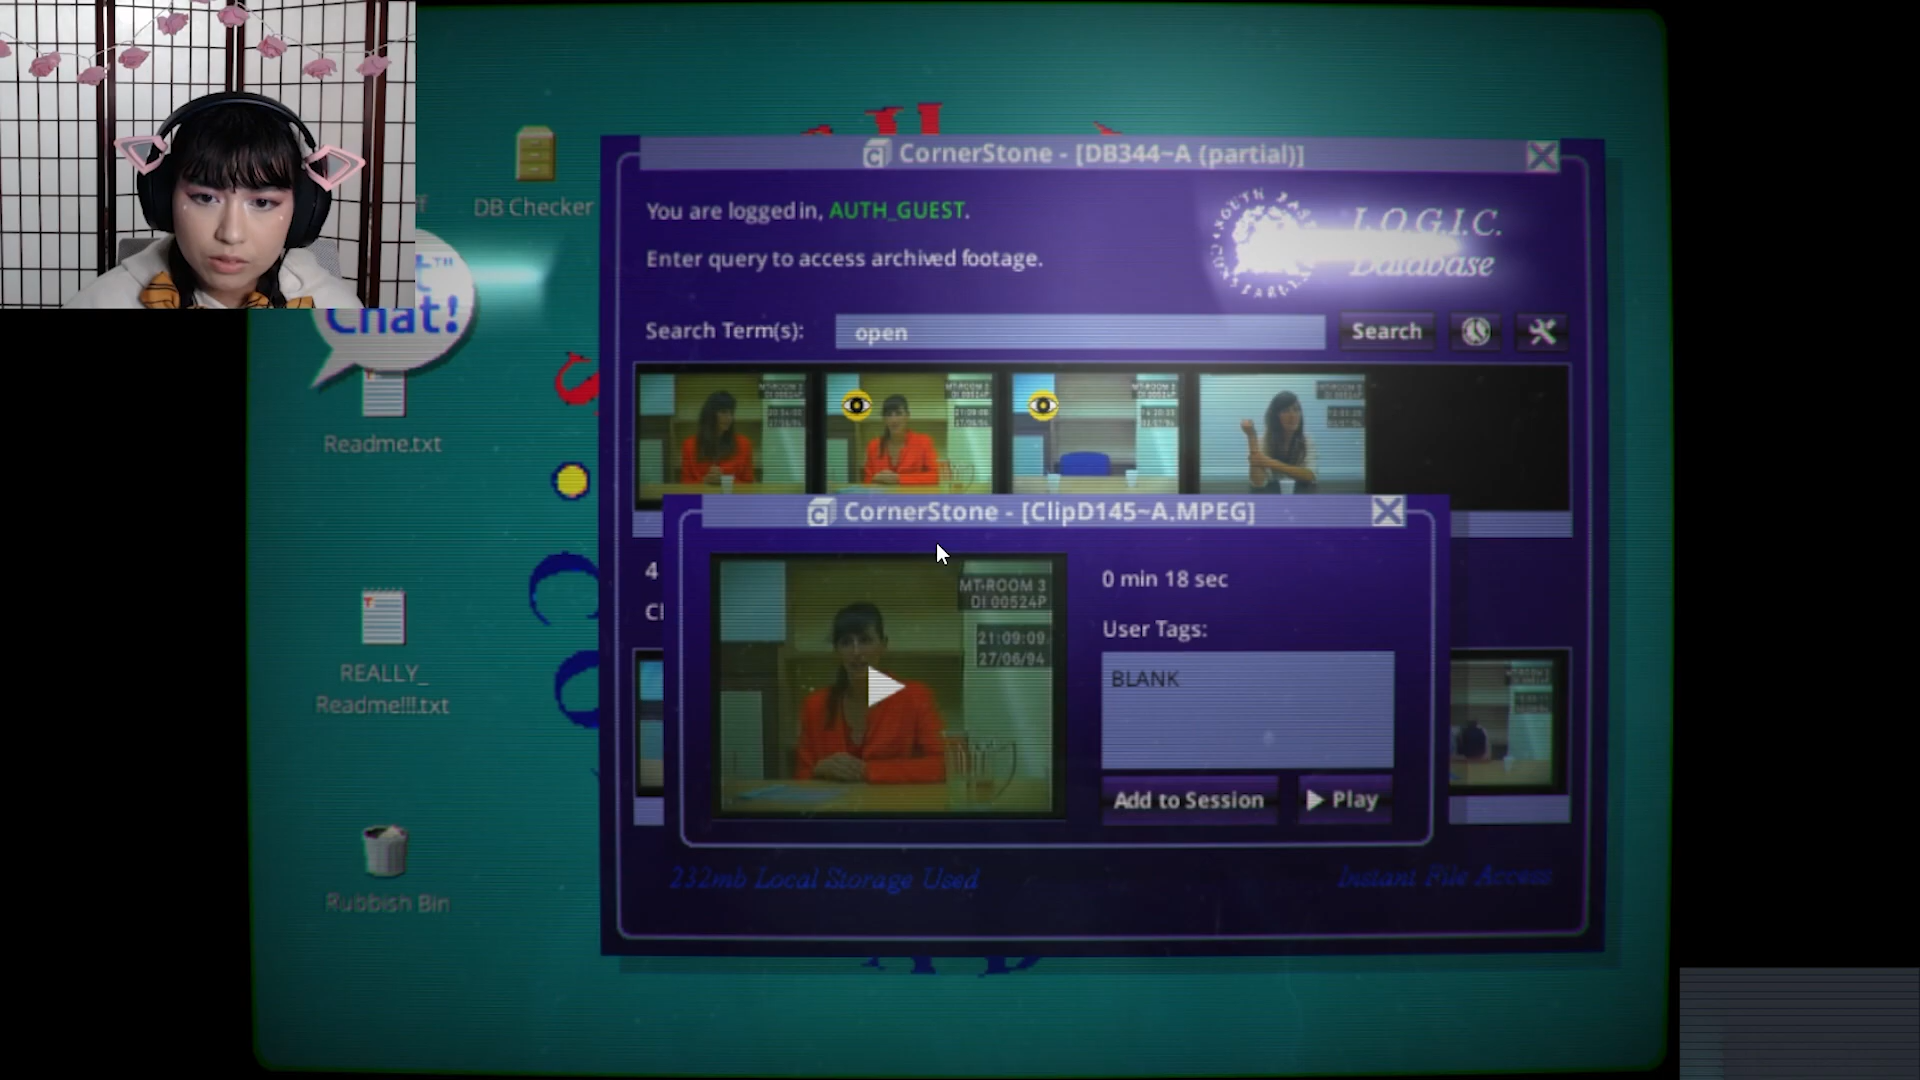 CornerStone - [DB344~A (partial)]
DB Checker
You are logged in, AUTH_GUEST.
Enter query to access archived footage.
L.O.G.I.C.
Database
Chat!
Search Term(s):
open
Search
Readme.txt
CornerStone - [ClipD145~A.MPEG]
4
MT-ROOM 3
DI 00524P
21:09:09
27/06/94
0 min 18 sec
User Tags:
BLANK
Add to Session
Play
REALLY_
Readme!!!.txt
232mb Local Storage Used
Instant File Access
Rubbish Bin